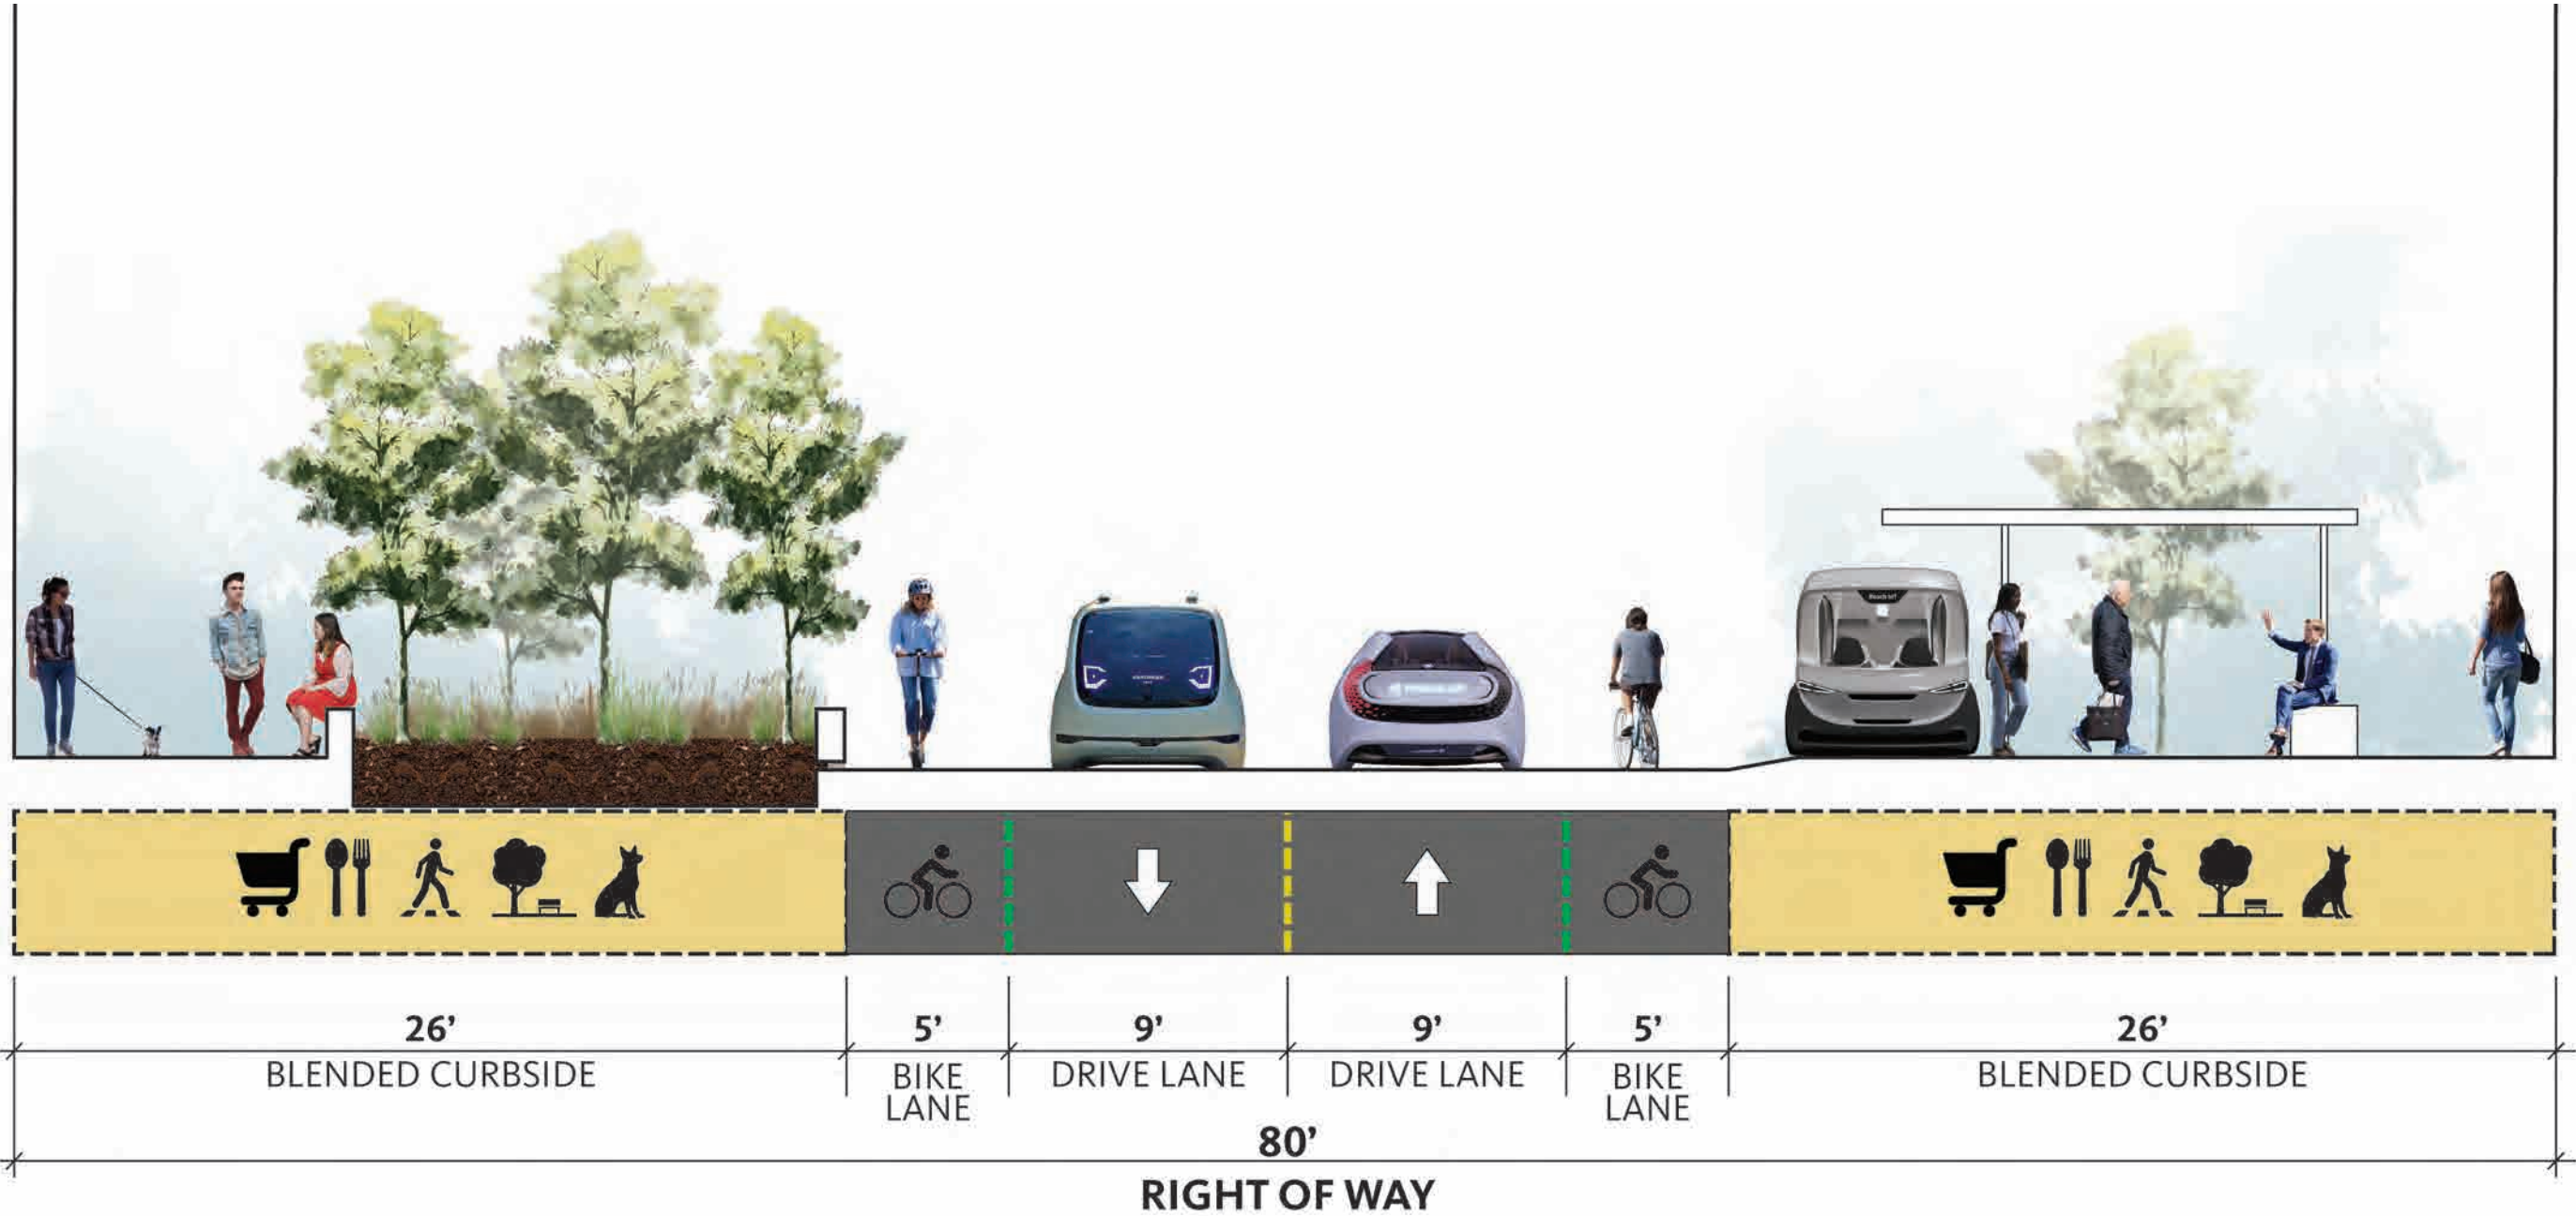 26’
5’
9’
9’
5’
26’
BLENDED CURBSIDE
BIKE
LANE
DRIVE LANE
DRIVE LANE
BIKE
LANE
BLENDED CURBSIDE
80’
RIGHT OF WAY